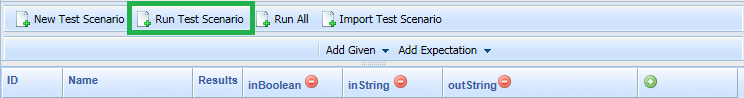 New Test Scenario Run Test Scenario Run All Import Test Scenario
Add Given Add Expectation
ID Name Results inBoolean inString outString